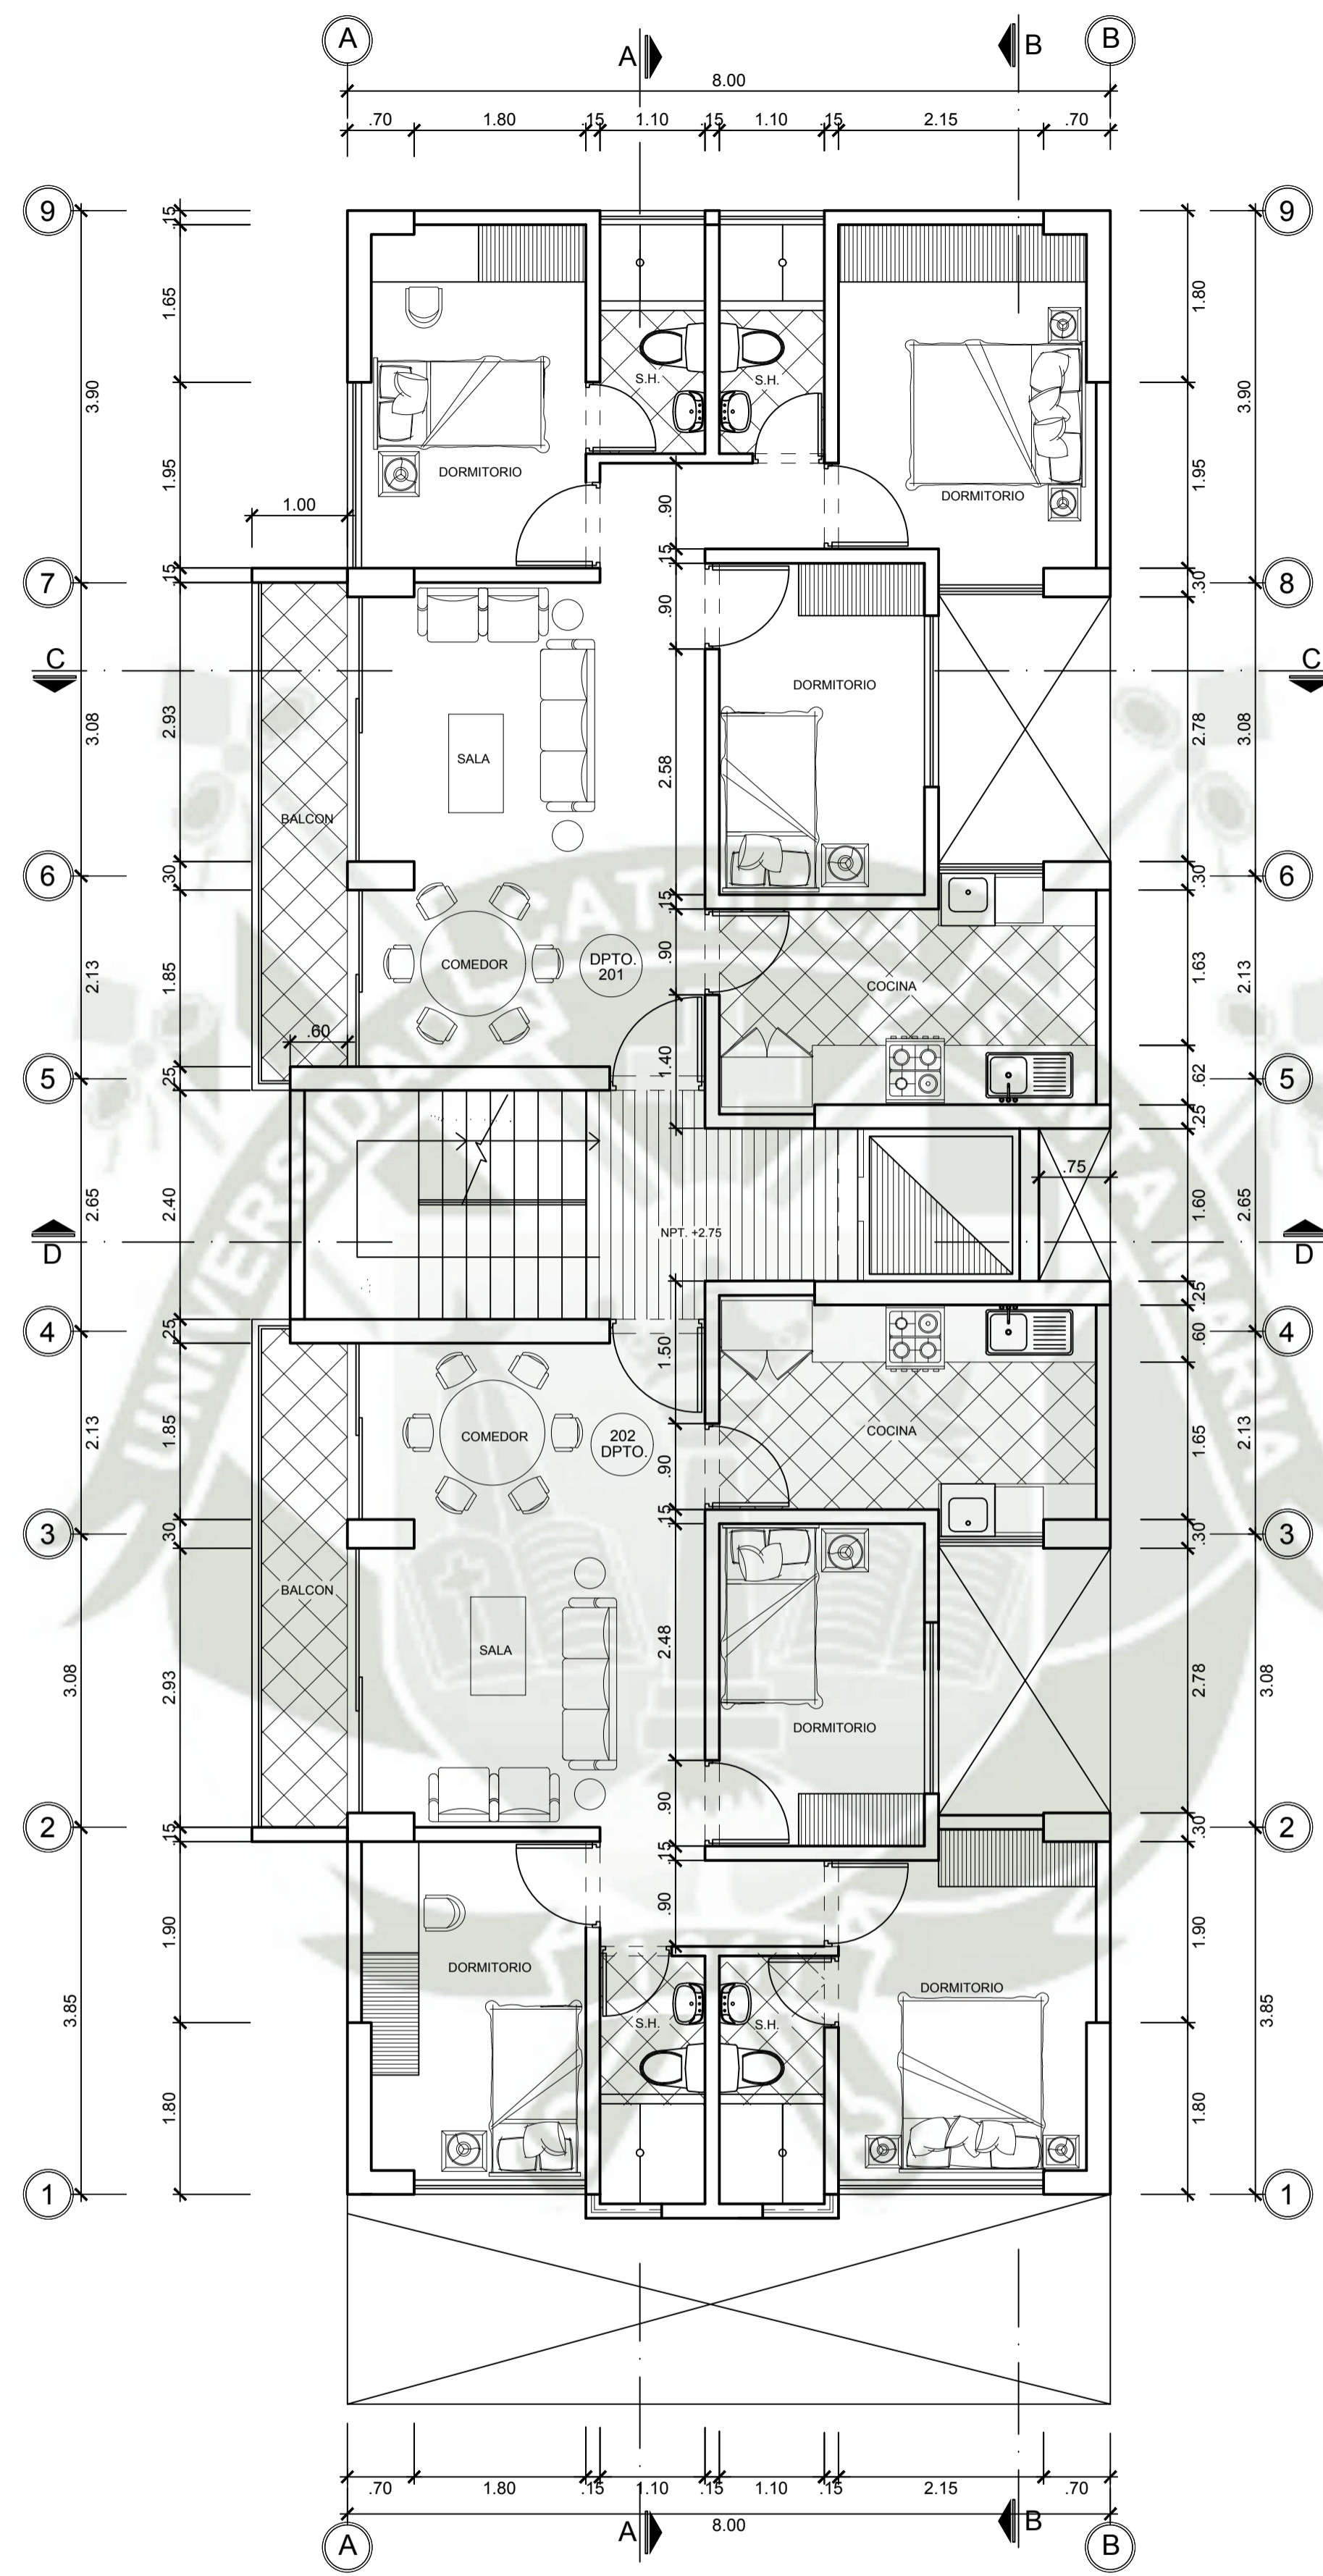 A B
A B
8.00
.70 1.80 .15 1.10 .15 1.10 .15 2.15 .70
9 .15 9
1.65 1.80
3.90 3.90
S.H. S.H.
DORMITORIO DORMITORIO
1.95 .90 1.95
1.00
.15
7 .15 .30 8
.90
C C
DORMITORIO
3.08 2.93 2.58 2.78 3.08
SALA
BALCON
6 .30 .15 .30 6
COMEDOR DPTO.
201
2.13 1.85 .90 COCINA 1.63 2.13
.60
5 .25 1.40 .62 5
.25
.75
2.65 2.40 1.60 2.65
D NPT. +2.75 D
.25
4 .25 1.50 .60 4
2.13 1.85 COMEDOR 202
DPTO. COCINA 1.65 2.13
.90
3 .30 .15 .30 3
BALCON
SALA
3.08 2.93 2.48 2.78 3.08
DORMITORIO
.90
2 .15 .15 .30 2
.90
1.90 1.90
DORMITORIO DORMITORIO
3.85 3.85
S.H. S.H.
1.80 1.80
1 1
.70 1.80 .15 1.10 .15 1.10 .15 2.15 .70
A B
8.00
A B
UNIVERSIDAD CATOLICA DE SANTA MARIA